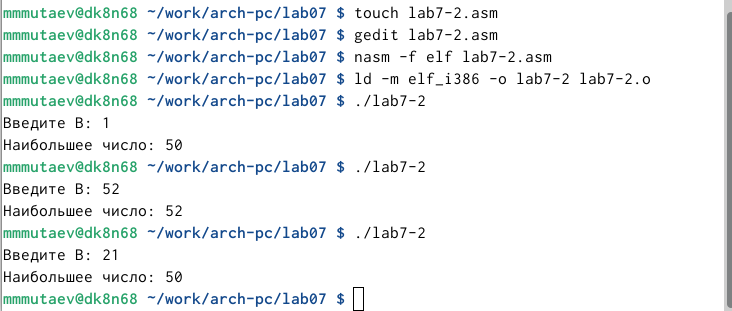 mmmutaev@dk8n68 ~/work/arch-pc/lab07 $ touch lab7-2.asm
mmmutaev@dk8n68 ~/work/arch-pc/lab07 $ gedit lab7-2.asm
mmmutaev@dk8n68 ~/work/arch-pc/lab07 $ nasm -f elf lab7-2.asm
mmmutaev@dk8n68 ~/work/arch-pc/lab07 $ ld -m elf_i386 -o lab7-2 lab7-2.o
mmmutaev@dk8n68 ~/work/arch-pc/lab07 $ ./lab7-2
Введите B: 1
Наибольшее число: 50
mmmutaev@dk8n68 ~/work/arch-pc/lab07 $ ./lab7-2
Введите B: 52
Наибольшее число: 52
mmmutaev@dk8n68 ~/work/arch-pc/lab07 $ ./lab7-2
Введите B: 21
Наибольшее число: 50
mmmutaev@dk8n68 ~/work/arch-pc/lab07 $